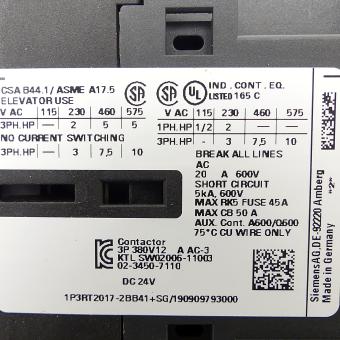 CSA B44.1/ ASME A17.5
ELEVATOR USE
V AC 115 230 460 575
3PH.HP — 2 5 5
NO CURRENT SWITCHING
3PH.HP — 3 7,5 10
SA UL IND. CONT. EQ.
LISTED 165 C
V AC 115 230 460 575
1PH.HP 1/2 2 — —
3PH.HP - 3 7,5 10
BREAK ALL LINES
AC
20 A 600V
SHORT CIRCUIT
5kA, 600V
MAX RK5 FUSE 45A
MAX CB 50 A
AUX. Cont. A600/Q600
75°C CU WIRE ONLY
Contactor
3P 380V12 A AC-3
KTL SW02006-11003
02-3450-7110
DC 24V
1P3RT2017-2BB41+SG/190909793000
SiemensAG,DE-92220 Amberg
Made in Germany "2"